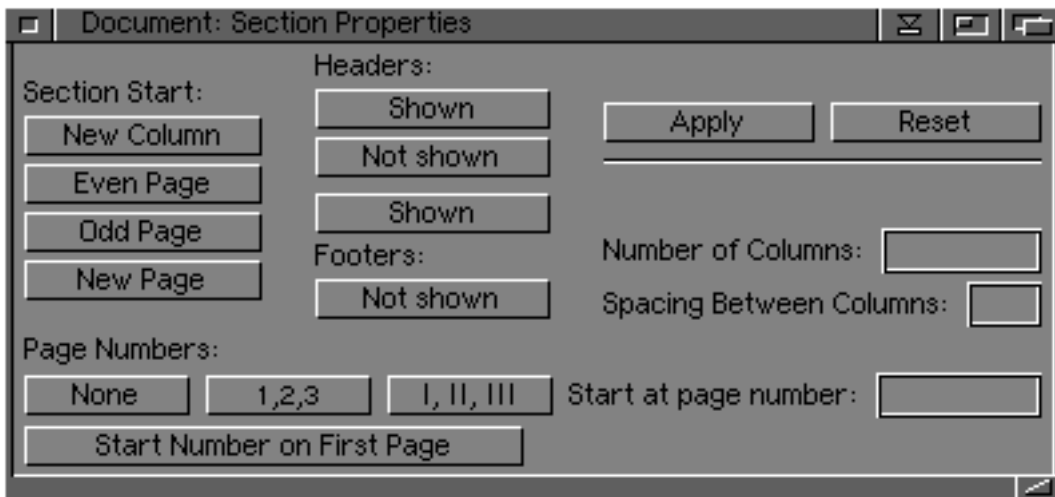 Document: Section Properties
Section Start:
New Column
Even Page
Odd Page
New Page
Headers:
Shown
Not shown
Shown
Footers:
Not shown
Apply
Reset
Number of Columns:
Spacing Between Columns:
Page Numbers:
None
1,2,3
I, II, III
Start at page number:
Start Number on First Page